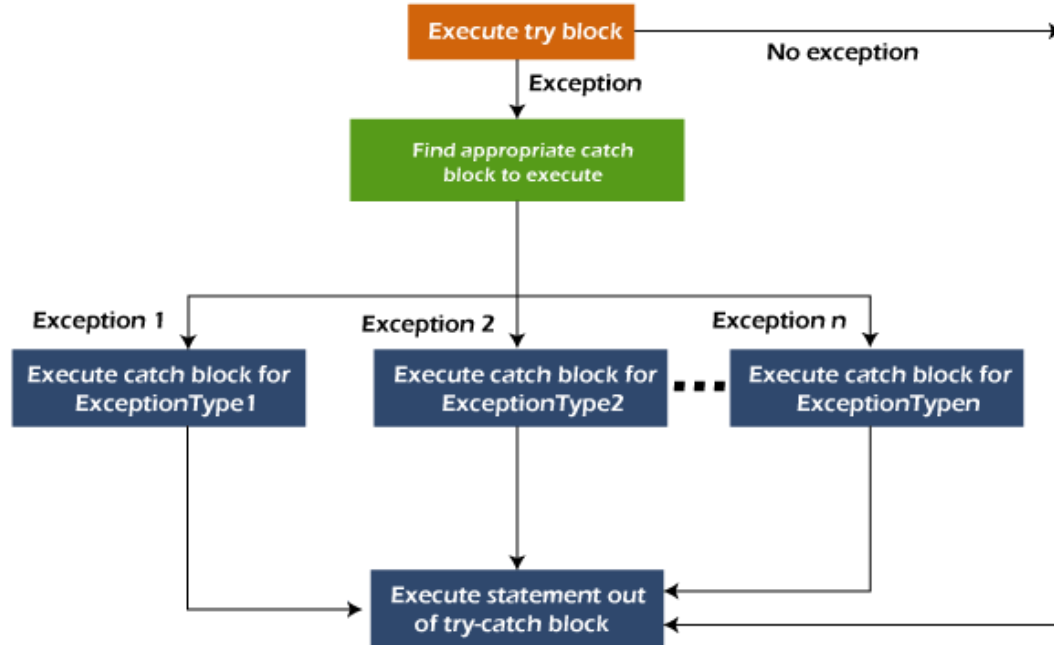 Execute try block
No exception
Exception
Find appropriate catch
block to execute
Exception 1
Exception 2
Exception n
Execute catch block for
ExceptionType1
Execute catch block for
ExceptionType2
Execute catch block for
ExceptionTypen
Execute statement out
of try-catch block